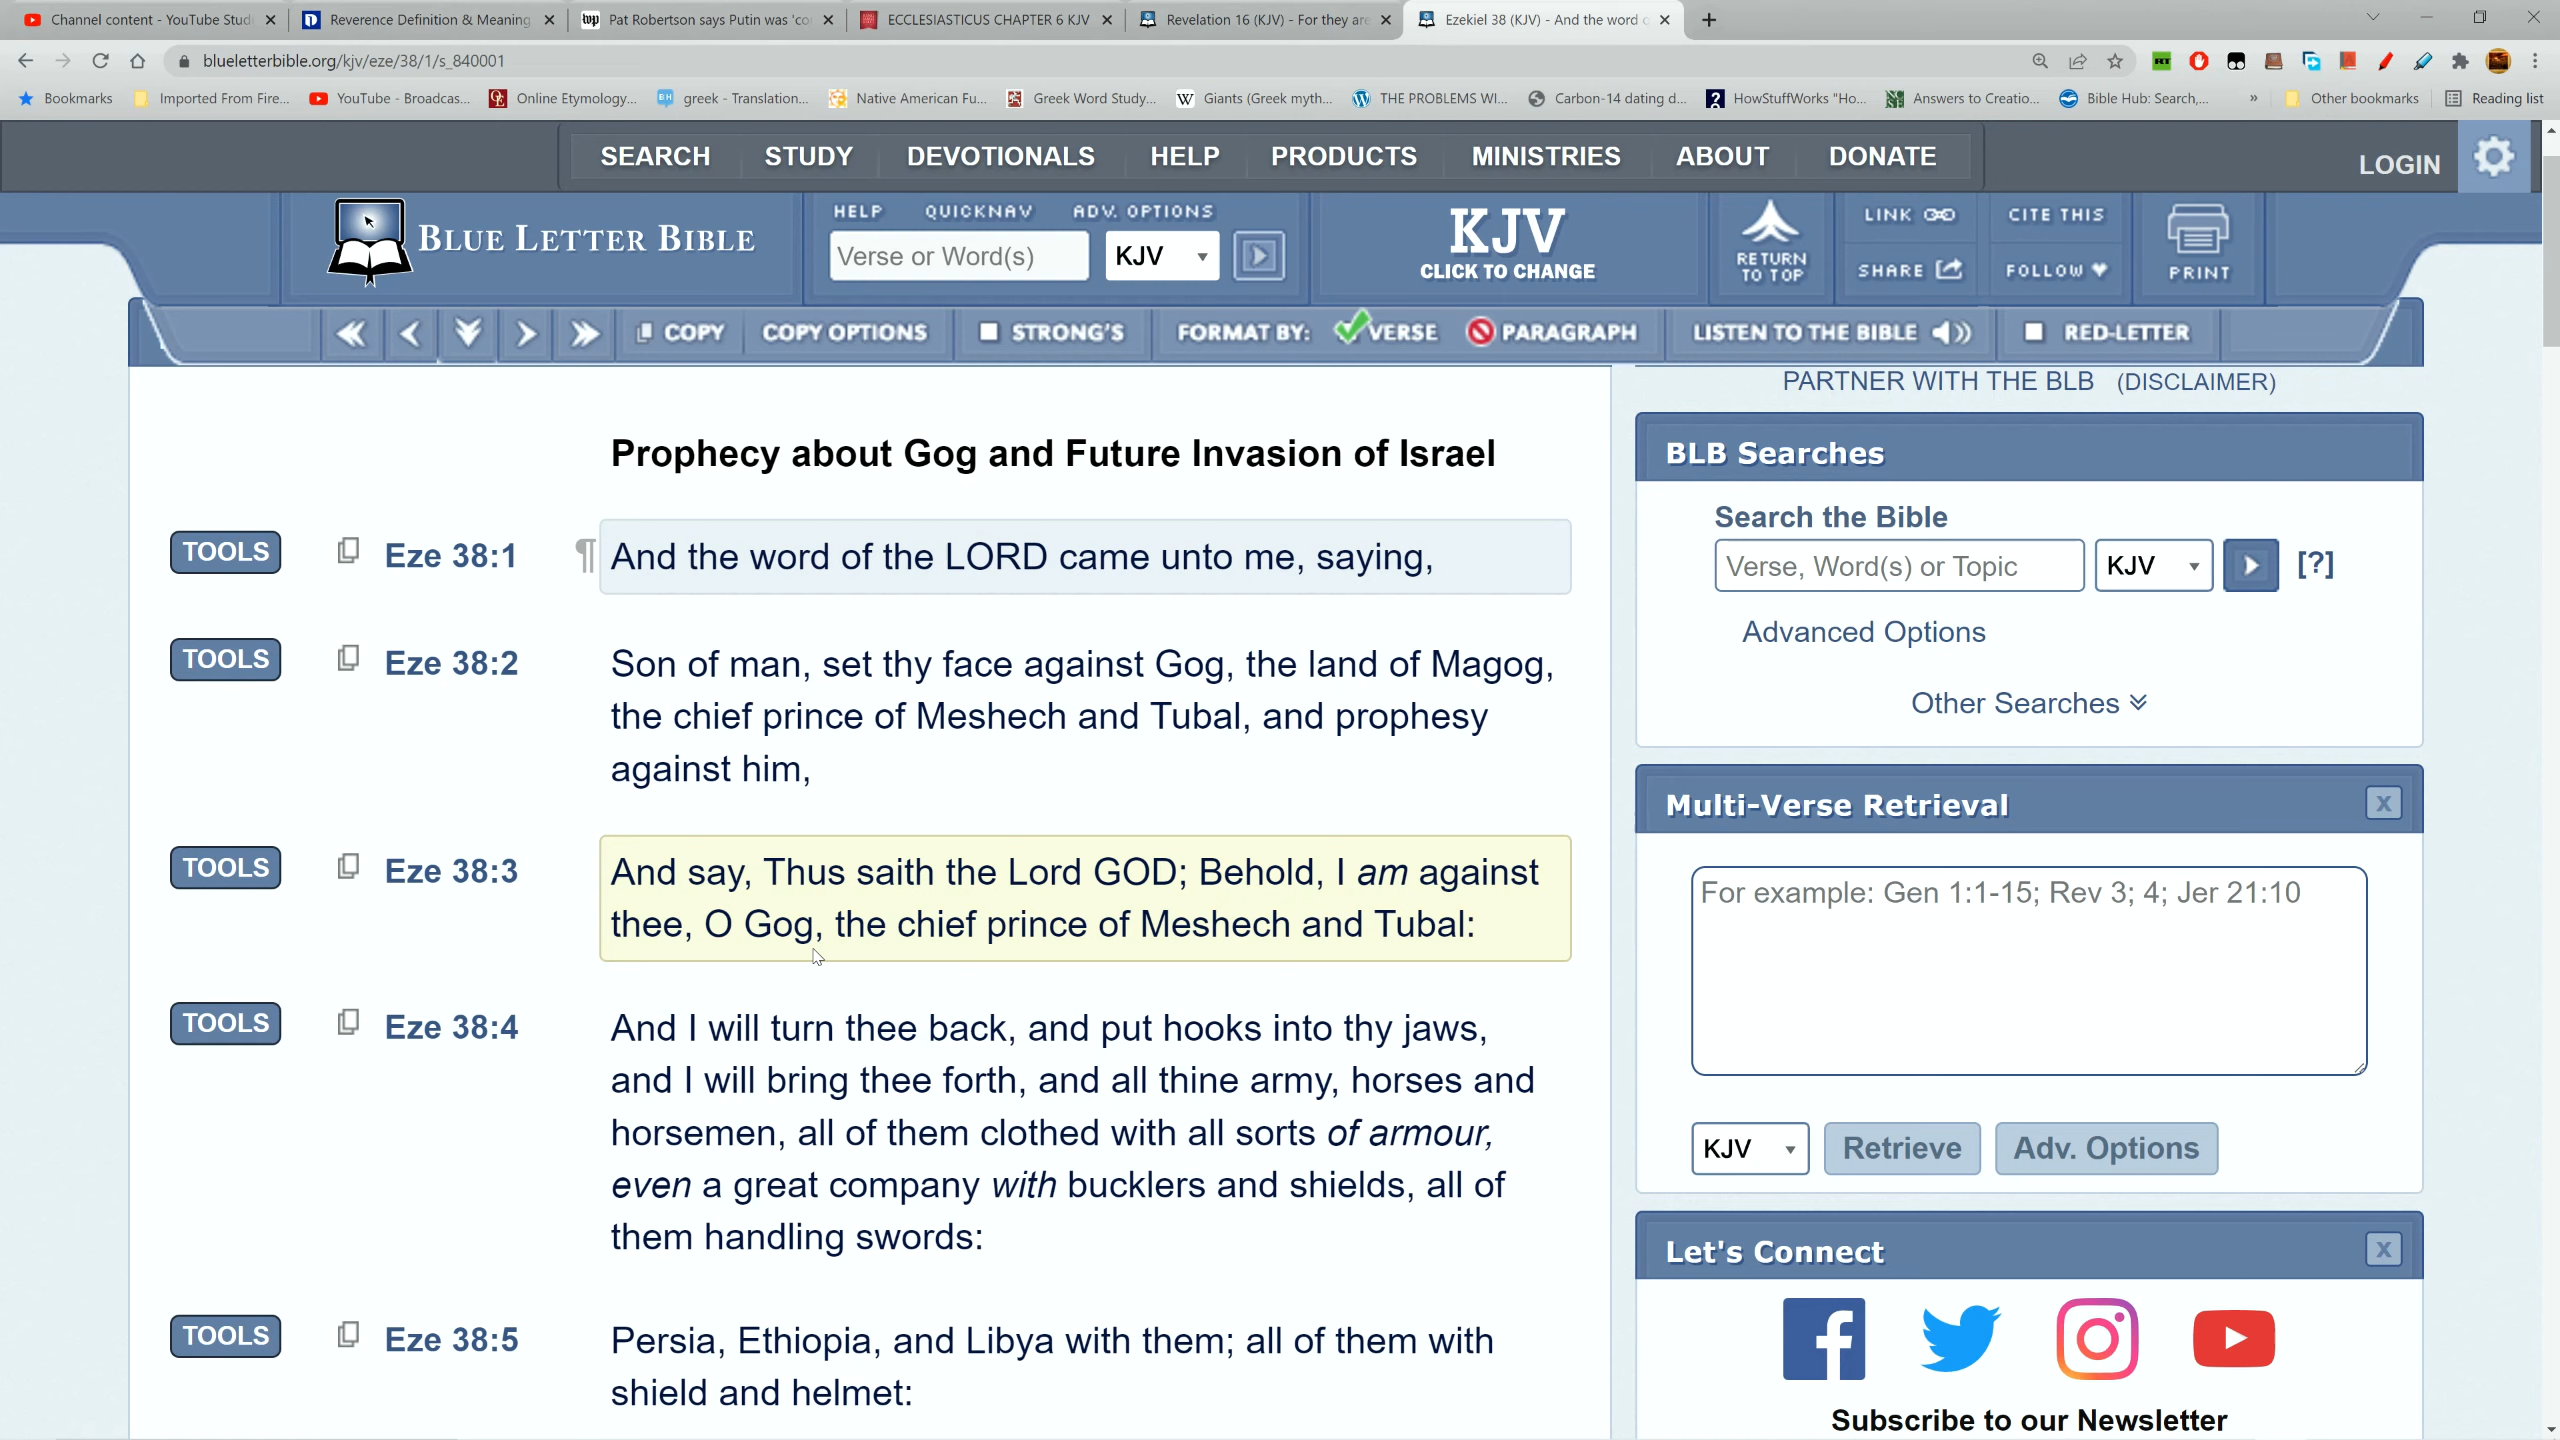 Channel content - YouTube Stud
Reverence Definition & Meaning
Pat Robertson says Putin was 'co
ECCLESIASTICUS CHAPTER 6 KJV
Revelation 16 (KJV) - For they are
Ezekiel 38 (KJV) - And the word o
blueletterbible.org/kjv/eze/38/1/s_840001
Bookmarks
Imported From Fire...
YouTube - Broadcas...
Online Etymology...
greek - Translation...
Native American Fu...
Greek Word Study...
Giants (Greek myth...
THE PROBLEMS WI...
Carbon-14 dating d...
HowStuffWorks "Ho...
Answers to Creatio...
Bible Hub: Search,...
»
Other bookmarks
Reading list
SEARCH
STUDY
DEVOTIONALS
HELP
PRODUCTS
MINISTRIES
ABOUT
DONATE
LOGIN
BLUE LETTER BIBLE
HELP
QUICKNAV
ADV. OPTIONS
Verse or Word(s)
KJV
KJV
CLICK TO CHANGE
RETURN
TO TOP
LINK
SHARE
CITE THIS
FOLLOW
PRINT
COPY
COPY OPTIONS
STRONG'S
FORMAT BY:
VERSE
PARAGRAPH
LISTEN TO THE BIBLE
RED-LETTER
Prophecy about Gog and Future Invasion of Israel
TOOLS
Eze 38:1
¶ And the word of the LORD came unto me, saying,
TOOLS
Eze 38:2
Son of man, set thy face against Gog, the land of Magog,
the chief prince of Meshech and Tubal, and prophesy
against him,
TOOLS
Eze 38:3
And say, Thus saith the Lord GOD; Behold, I am against
thee, O Gog, the chief prince of Meshech and Tubal:
TOOLS
Eze 38:4
And I will turn thee back, and put hooks into thy jaws,
and I will bring thee forth, and all thine army, horses and
horsemen, all of them clothed with all sorts of armour,
even a great company with bucklers and shields, all of
them handling swords:
TOOLS
Eze 38:5
Persia, Ethiopia, and Libya with them; all of them with
shield and helmet:
PARTNER WITH THE BLB (DISCLAIMER)
BLB Searches
Search the Bible
Verse, Word(s) or Topic
KJV
[?]
Advanced Options
Other Searches
Multi-Verse Retrieval
X
For example: Gen 1:1-15; Rev 3; 4; Jer 21:10
KJV
Retrieve
Adv. Options
Let's Connect
X
Subscribe to our Newsletter